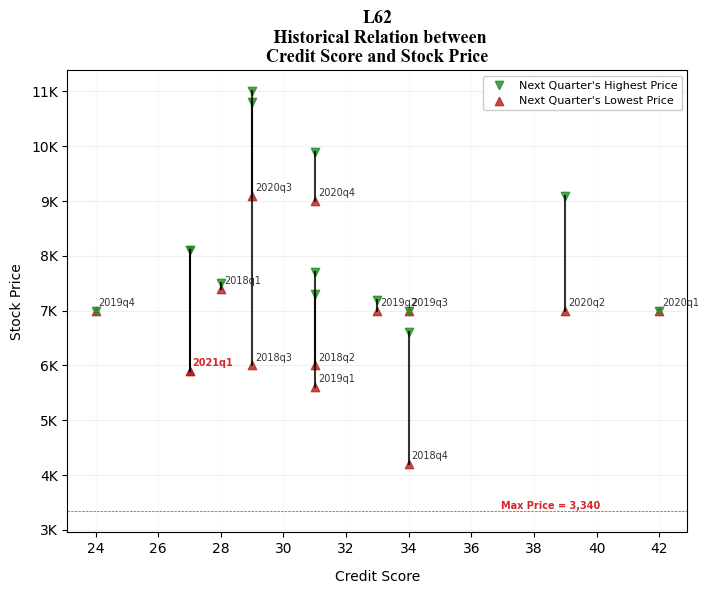 L62
Historical Relation between
Credit Score and Stock Price
Next Quarter's Highest Price
Next Quarter's Lowest Price
11K
10K
9K
8K
7K
6K
5K
4K
3K
Stock Price
2020q3
2020q4
2019q4
2018q1
2019q2
2019q3
2020q2
2020q1
2021q1
2018q3
2018q2
2019q1
2018q4
Max Price = 3,340
24 26 28 30 32 34 36 38 40 42
Credit Score